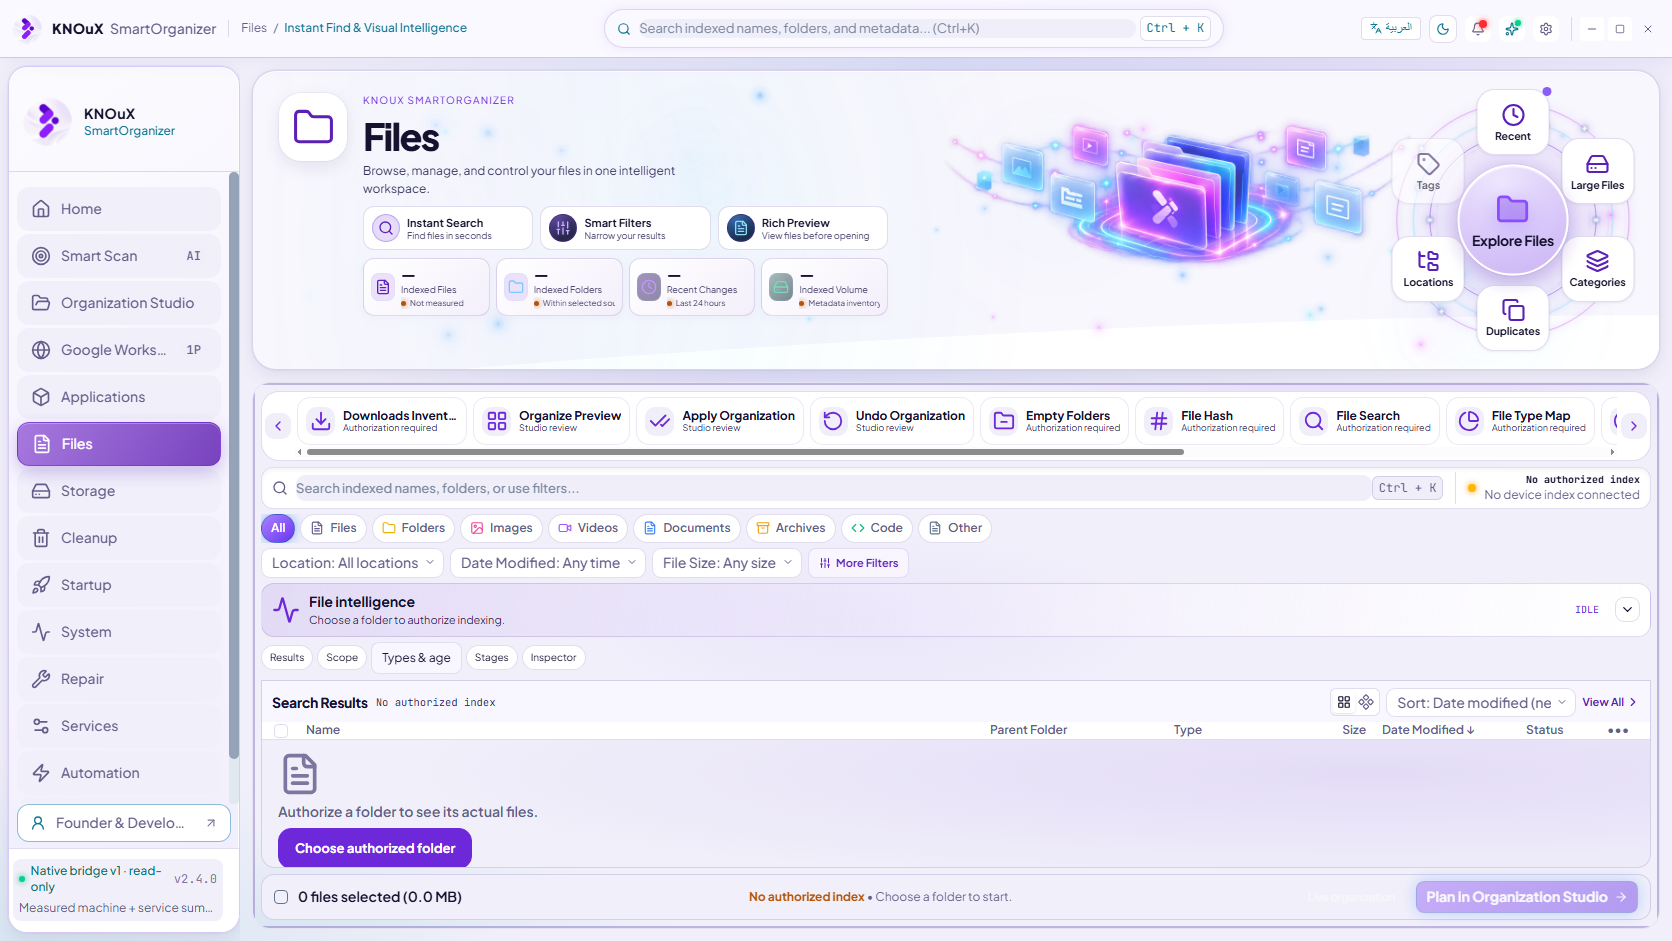 KNOuX SmartOrganizer
Files / Instant Find & Visual Intelligence
Search indexed names, folders, and metadata... (Ctrl+K)
Ctrl + K
العربية
KNOuX
SmartOrganizer
Home
Smart Scan AI
Organization Studio
Google Works... 1P
Applications
Files
Storage
Cleanup
Startup
System
Repair
Services
Automation
Founder & Develo...
Native bridge v1 · read-only
v2.4.0
Measured machine + service sum...
KNOUX SMARTORGANIZER
Files
Browse, manage, and control your files in one intelligent
workspace.
Instant Search
Find files in seconds
Smart Filters
Narrow your results
Rich Preview
View files before opening
—
Indexed Files
Not measured
—
Indexed Folders
Within selected sou
—
Recent Changes
Last 24 hours
—
Indexed Volume
Metadata inventory
Recent
Tags
Large Files
Explore Files
Locations
Categories
Duplicates
Downloads Invent...
Authorization required
Organize Preview
Studio review
Apply Organization
Studio review
Undo Organization
Studio review
Empty Folders
Authorization required
File Hash
Authorization required
File Search
Authorization required
File Type Map
Authorization required
Search indexed names, folders, or use filters...
Ctrl + K
No authorized index
No device index connected
All
Files
Folders
Images
Videos
Documents
Archives
Code
Other
Location: All locations
Date Modified: Any time
File Size: Any size
More Filters
File intelligence
Choose a folder to authorize indexing.
IDLE
Results
Scope
Types & age
Stages
Inspector
Search Results No authorized index
Sort: Date modified (ne
View All
Name Parent Folder Type Size Date Modified ↓ Status
Authorize a folder to see its actual files.
Choose authorized folder
0 files selected (0.0 MB)
No authorized index • Choose a folder to start.
Plan in Organization Studio →